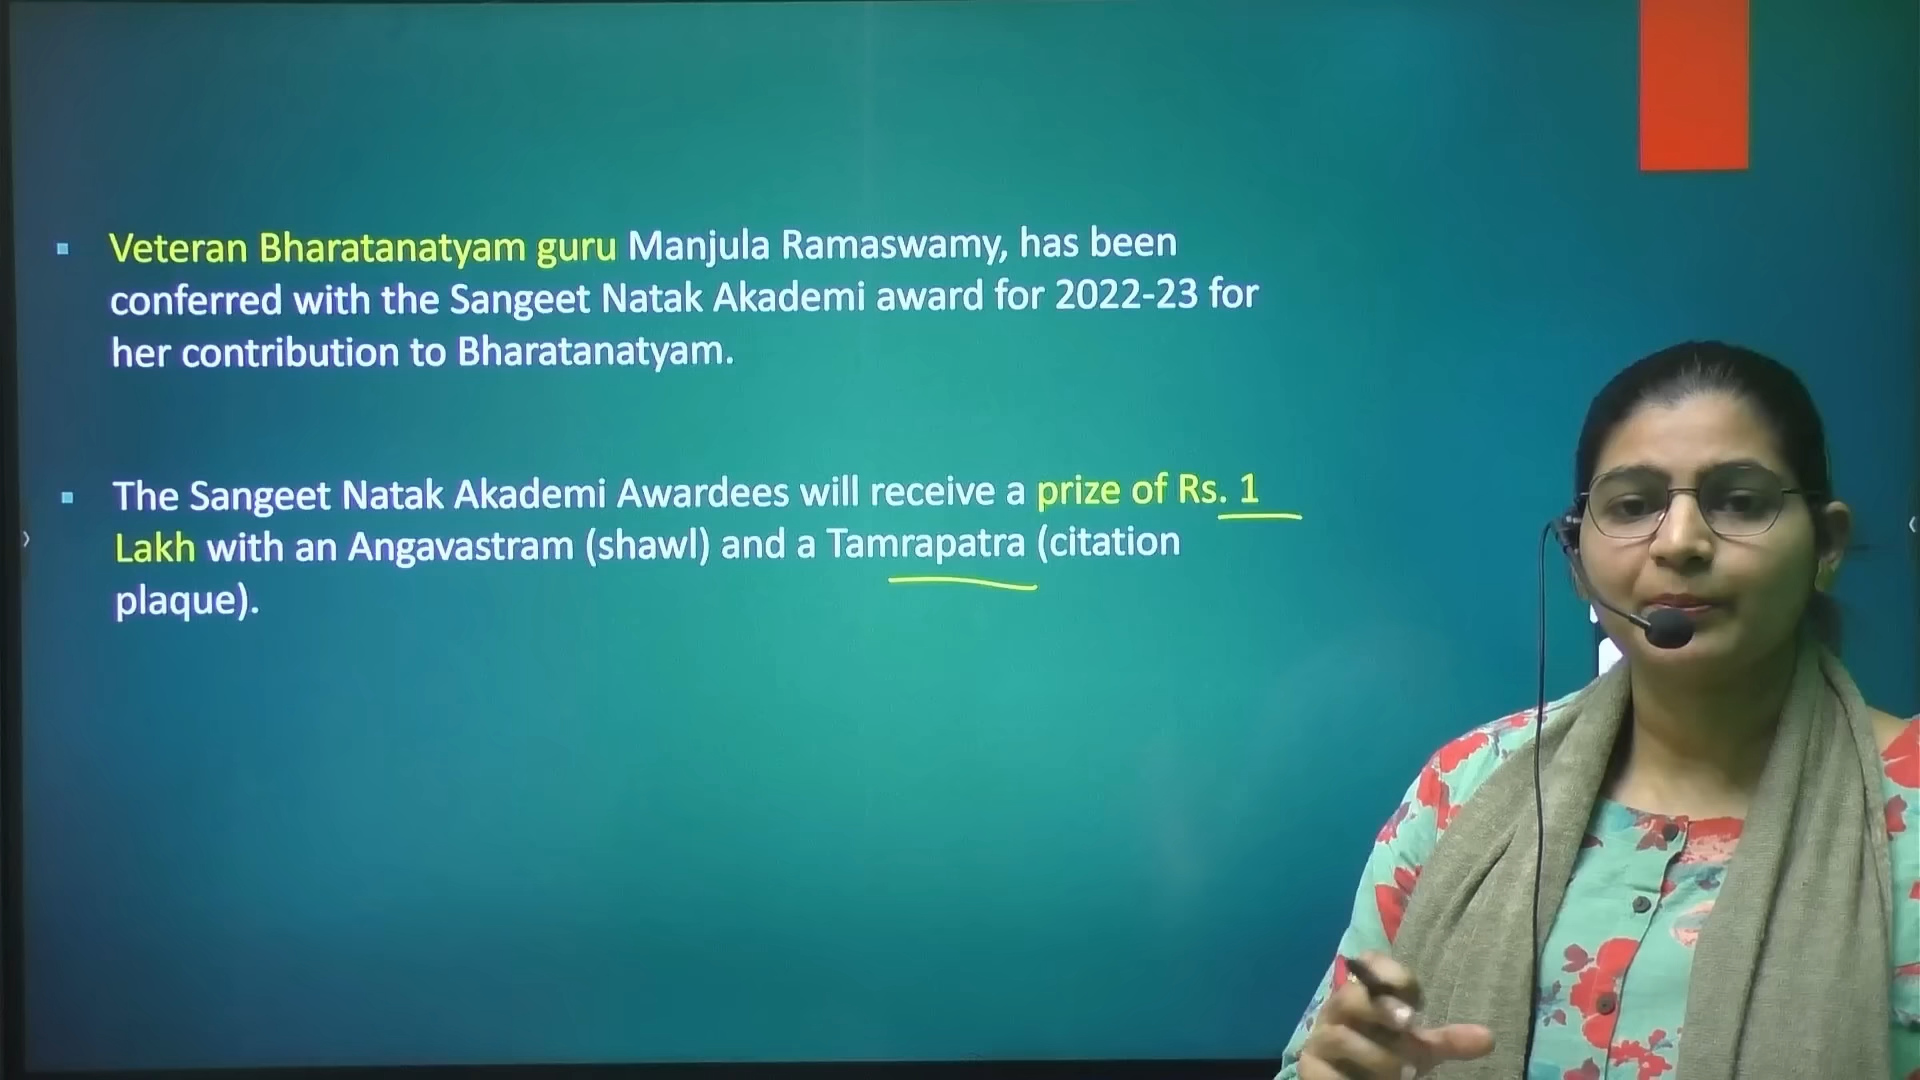 Veteran Bharatanatyam guru Manjula Ramaswamy, has been
conferred with the Sangeet Natak Akademi award for 2022-23 for
her contribution to Bharatanatyam.
The Sangeet Natak Akademi Awardees will receive a prize of Rs. 1
Lakh with an Angavastram (shawl) and a Tamrapatra (citation
plaque).